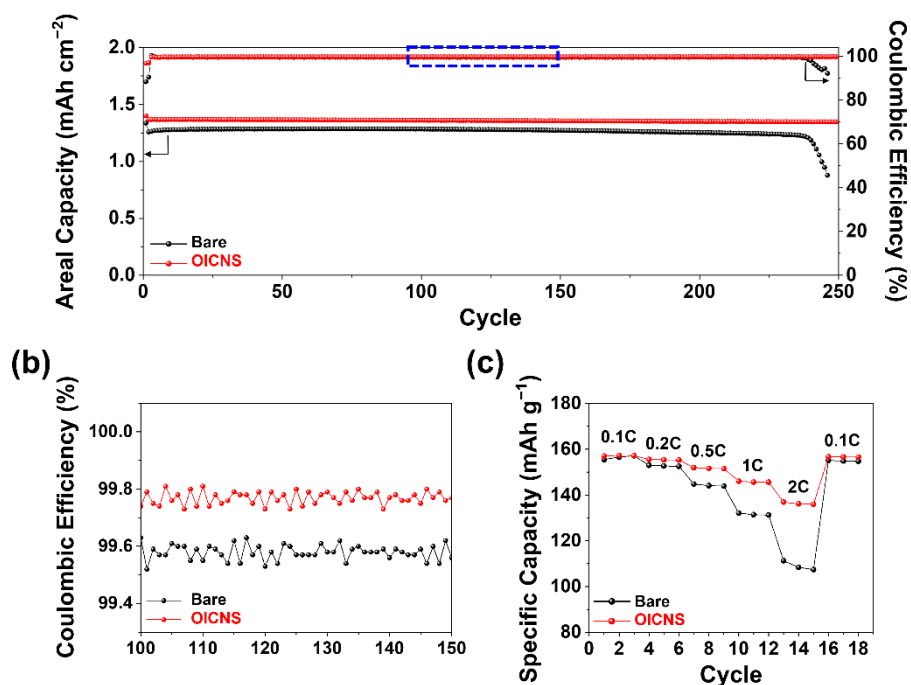 Areal Capacity (mAh cm⁻²)
2.0
1.5
1.0
0.5
0.0
Bare
OICNS
0 50 100 150 200 250
Cycle
100
80
60
40
20
0
Coulombic Efficiency (%)
(b)
Coulombic Efficiency (%)
100.0
99.8
99.6
99.4
Bare
OICNS
100 110 120 130 140 150
(c)
Specific Capacity (mAh g⁻¹)
180
160
140
120
100
80
0.1C 0.2C 0.5C 1C 2C 0.1C
Bare
OICNS
0 2 4 6 8 10 12 14 16 18
Cycle